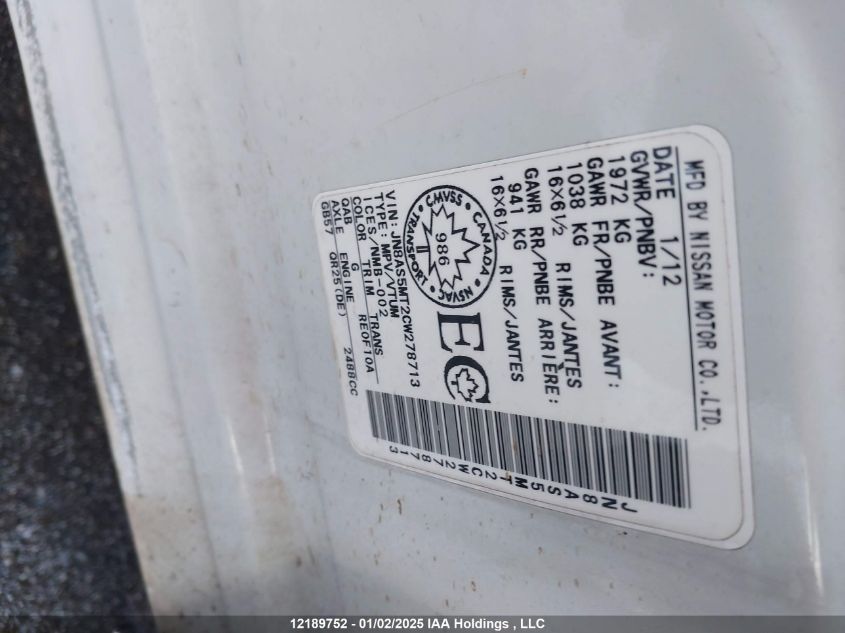 MFD BY NISSAN MOTOR CO.,LTD.
DATE 1/12
GVWR/PNBV:
1972 KG
GAWR FR/PNBE AVANT:
1038 KG
16X6½ RIMS/JANTES
GAWR RR/PNBE ARRIÈRE:
941 KG
16X6½ RIMS/JANTES
CMVSS • CANADA • NSVAC • TRANSPORT •
986
EC
VIN: JN8AS5MT2CW278713
TYPE: MPV/VTUM
ICES/NMB-002
COLOR TRIM TRANS
QAB G RE0F10A
AXLE ENGINE
GB57 QR25(DE) 2488CC
JN8AS5MT2CW278713
12189752 - 01/02/2025 IAA Holdings , LLC